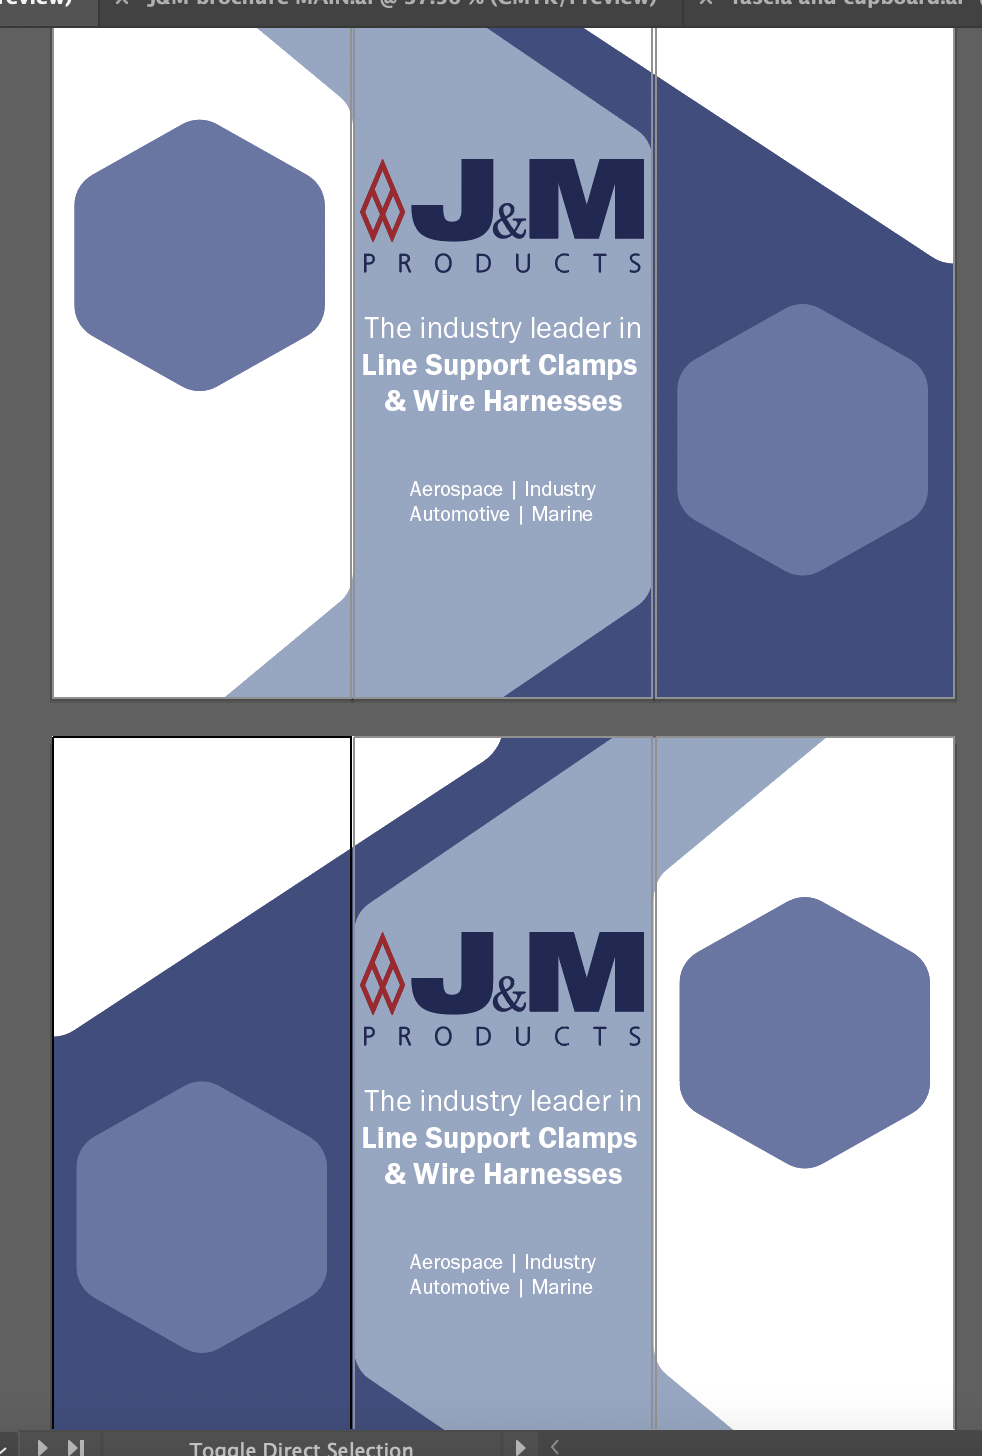 J&M
PRODUCTS
The industry leader in
Line Support Clamps
& Wire Harnesses
Aerospace | Industry
Automotive | Marine
J&M
PRODUCTS
The industry leader in
Line Support Clamps
& Wire Harnesses
Aerospace | Industry
Automotive | Marine
Toggle Direct Selection